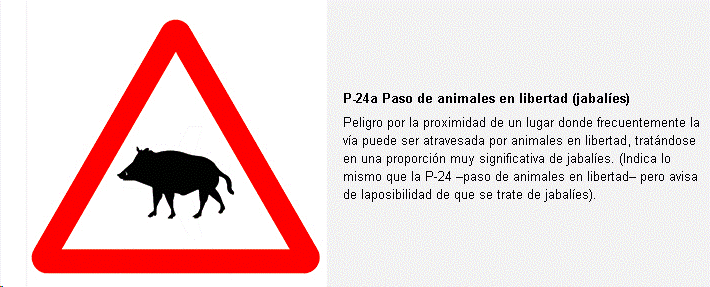 P-24a Paso de animales en libertad (jabalíes)
Peligro por la proximidad de un lugar donde frecuentemente la
vía puede ser atravesada por animales en libertad, tratándose
en una proporción muy significativa de jabalíes. (Indica lo
mismo que la P-24 –paso de animales en libertad– pero avisa
de laposibilidad de que se trate de jabalíes).